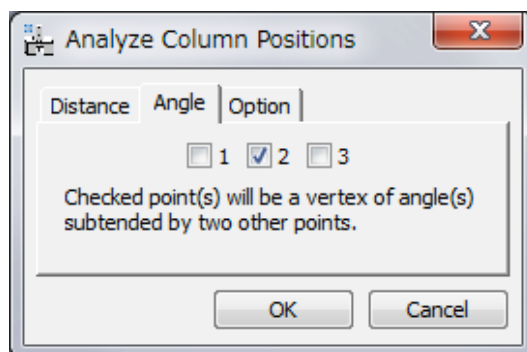 Analyze Column Positions
Distance Angle Option
1 2 3
Checked point(s) will be a vertex of angle(s)
subtended by two other points.
OK Cancel